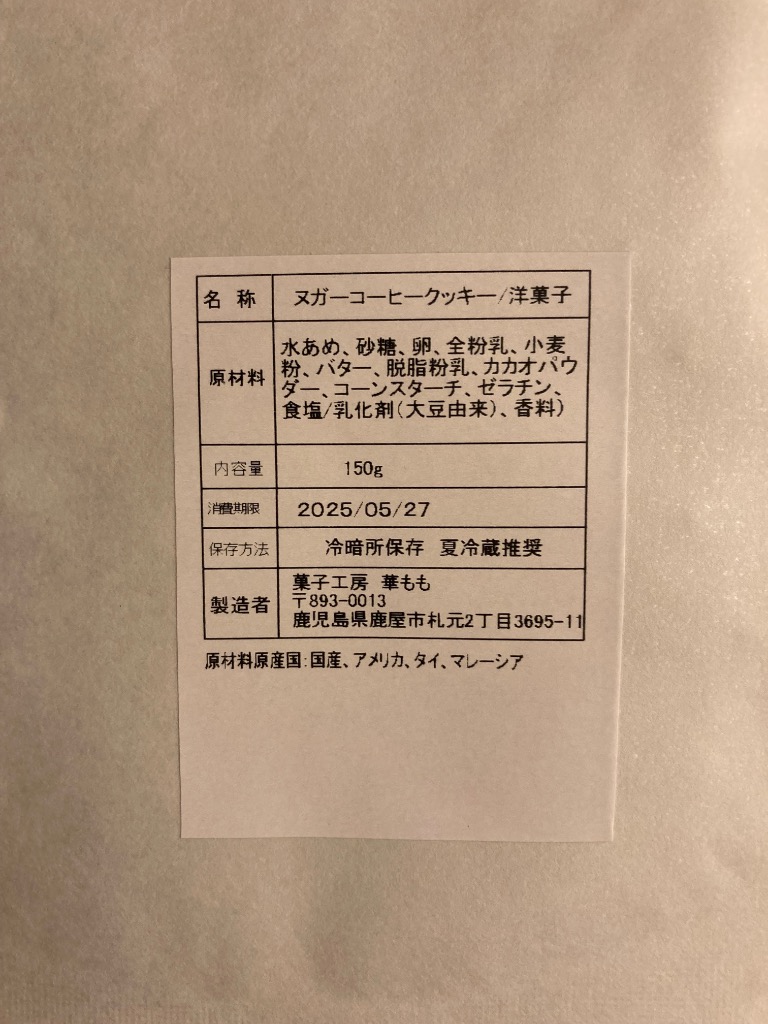 名 称 ヌガーコーヒークッキー/洋菓子
原材料
水あめ、砂糖、卵、全粉乳、小麦
粉、バター、脱脂粉乳、カカオパウ
ダー、コーンスターチ、ゼラチン、
食塩/乳化剤(大豆由来)、香料)
内容量 150g
消費期限 2025/05/27
保存方法 冷暗所保存 夏冷蔵推奨
製造者
菓子工房 華もも
〒893-0013
鹿児島県鹿屋市札元2丁目3695-11
原材料原産国:国産、アメリカ、タイ、マレーシア